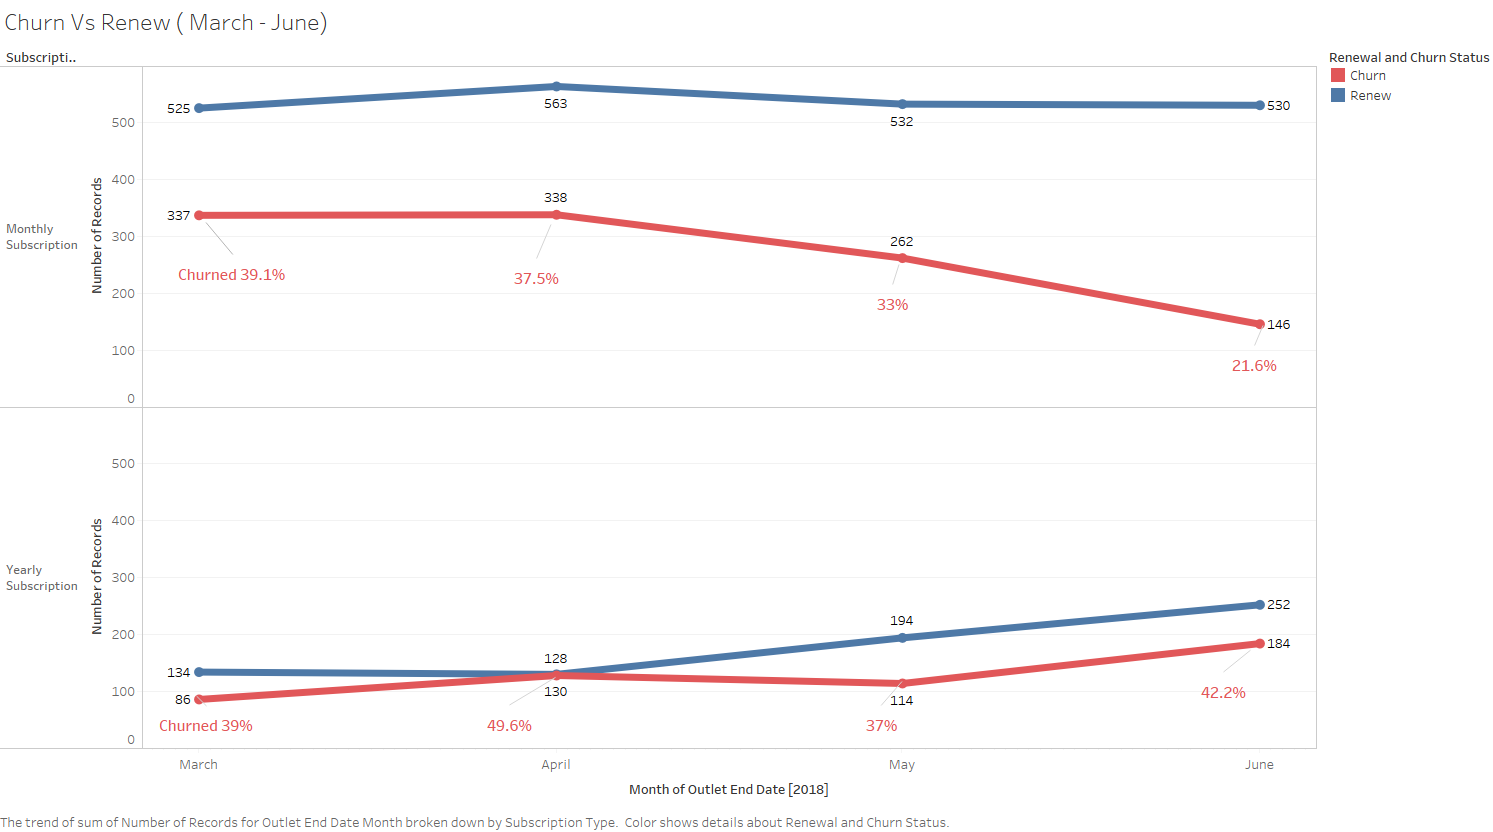 Churn Vs Renew ( March - June)
Subscripti..
Renewal and Churn Status
Churn
Renew
Monthly
Subscription
Number of Records
500
400
300
200
100
0
525
563
532
530
337
338
262
146
Churned 39.1%
37.5%
33%
21.6%
Yearly
Subscription
Number of Records
500
400
300
200
100
0
134
128
194
252
86
130
114
184
Churned 39%
49.6%
37%
42.2%
March
April
May
June
Month of Outlet End Date [2018]
The trend of sum of Number of Records for Outlet End Date Month broken down by Subscription Type.  Color shows details about Renewal and Churn Status.